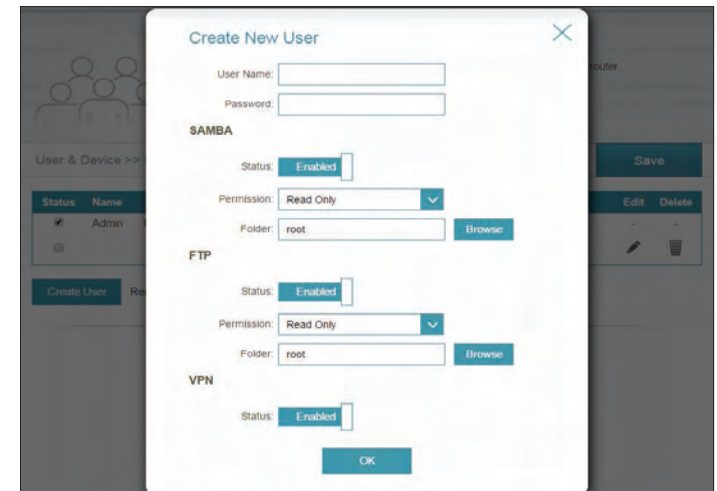 Create New User
router.
User Name:
Password:
SAMBA
User & Device >>
Status: Enabled
Save
Permission: Read Only
Status Name Edit Delete
Admin - -
Folder: root Browse
FTP
Status: Enabled
Create User
Permission: Read Only
Folder: root Browse
VPN
Status: Enabled
OK